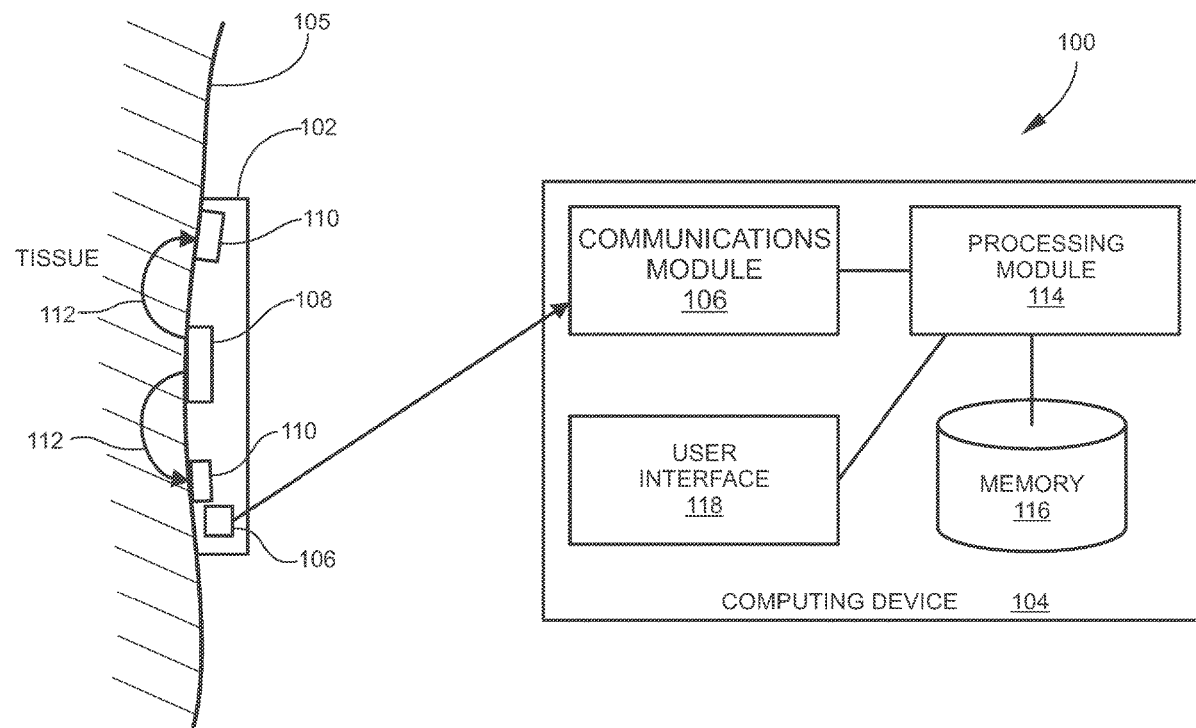 105
100
102
110
TISSUE
108
112
112
110
106
COMMUNICATIONS
MODULE
106
PROCESSING
MODULE
114
USER
INTERFACE
118
MEMORY
116
COMPUTING DEVICE 104